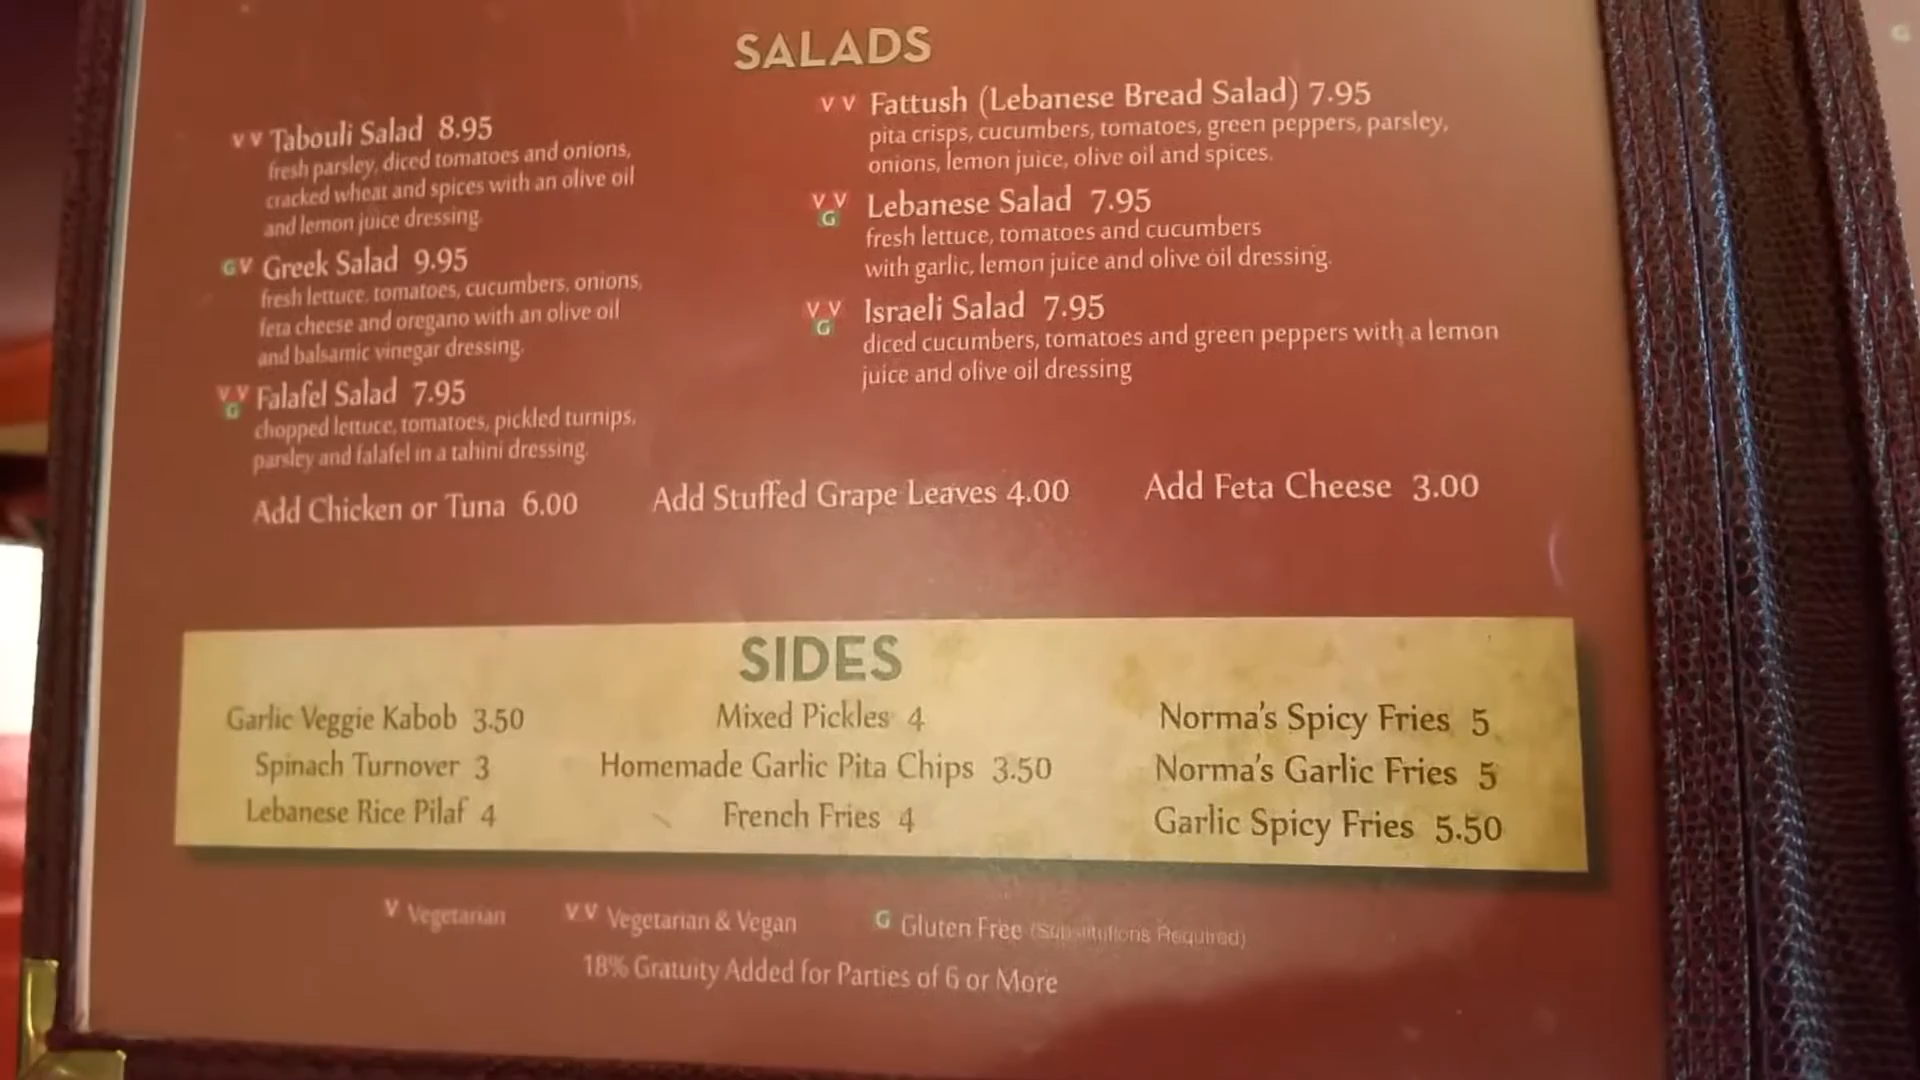 SALADS
V V Tabouli Salad 8.95
fresh parsley, diced tomatoes and onions,
cracked wheat and spices with an olive oil
and lemon juice dressing.
G V Greek Salad 9.95
fresh lettuce, tomatoes, cucumbers, onions,
feta cheese and oregano with an olive oil
and balsamic vinegar dressing.
V V G Falafel Salad 7.95
chopped lettuce, tomatoes, pickled turnips,
parsley and falafel in a tahini dressing.
V V Fattush (Lebanese Bread Salad) 7.95
pita crisps, cucumbers, tomatoes, green peppers, parsley,
onions, lemon juice, olive oil and spices.
V V G Lebanese Salad 7.95
fresh lettuce, tomatoes and cucumbers
with garlic, lemon juice and olive oil dressing.
V V G Israeli Salad 7.95
diced cucumbers, tomatoes and green peppers with a lemon
juice and olive oil dressing
Add Chicken or Tuna 6.00 Add Stuffed Grape Leaves 4.00 Add Feta Cheese 3.00
SIDES
Garlic Veggie Kabob 3.50
Spinach Turnover 3
Lebanese Rice Pilaf 4
Mixed Pickles 4
Homemade Garlic Pita Chips 3.50
French Fries 4
Norma's Spicy Fries 5
Norma's Garlic Fries 5
Garlic Spicy Fries 5.50
V Vegetarian V V Vegetarian & Vegan G Gluten Free (Substitutions Required)
18% Gratuity Added for Parties of 6 or More
G